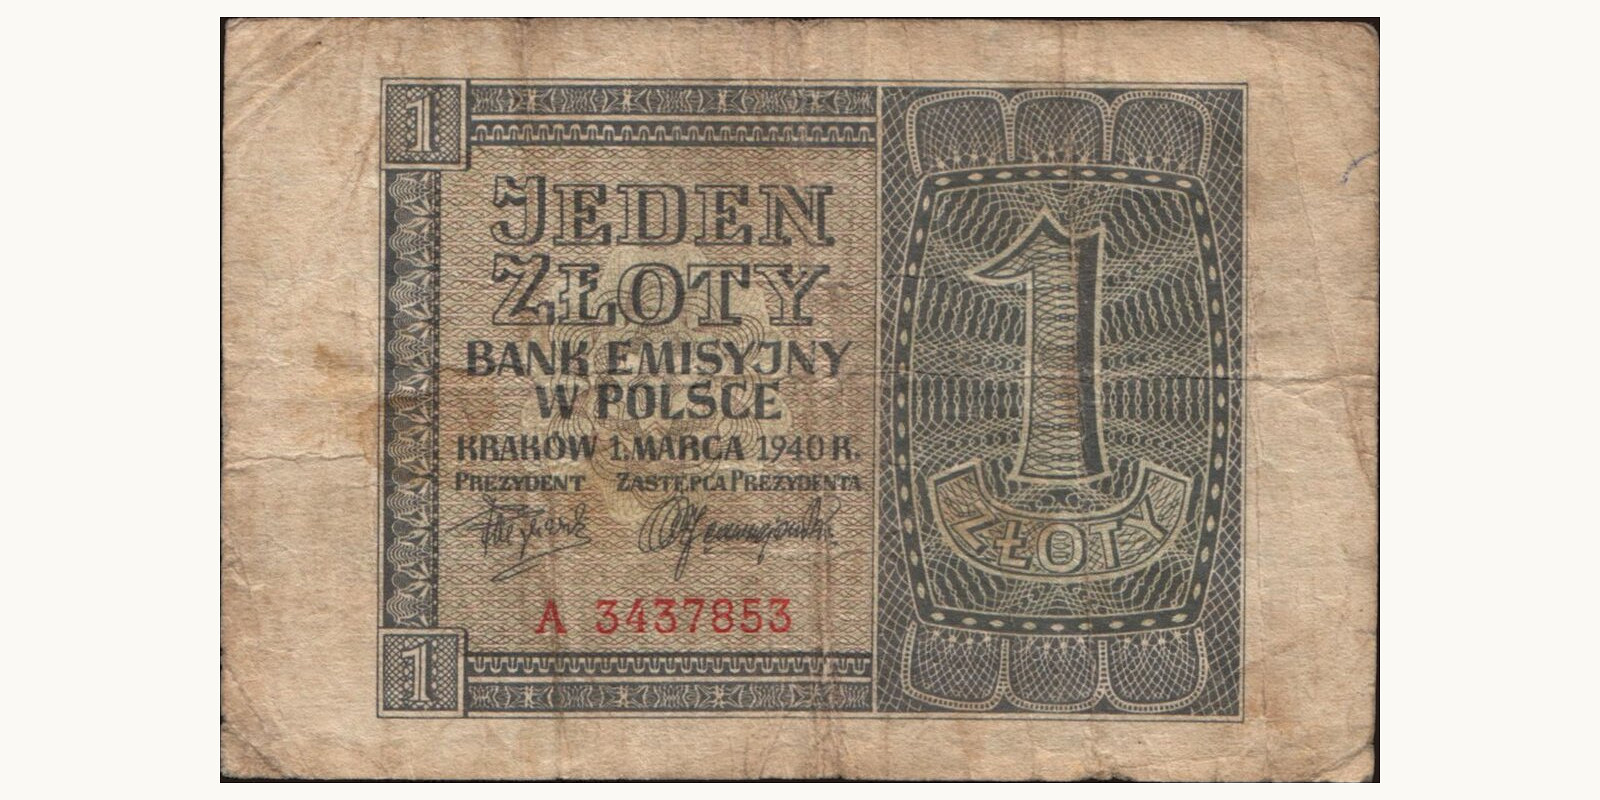 1
JEDEN
ZŁOTY
BANK EMISYJNY
W POLSCE
KRAKÓW 1. MARCA 1940 R.
PREZYDENT ZASTĘPCA PREZYDENTA
A 3437853
1
1
ZŁOTY